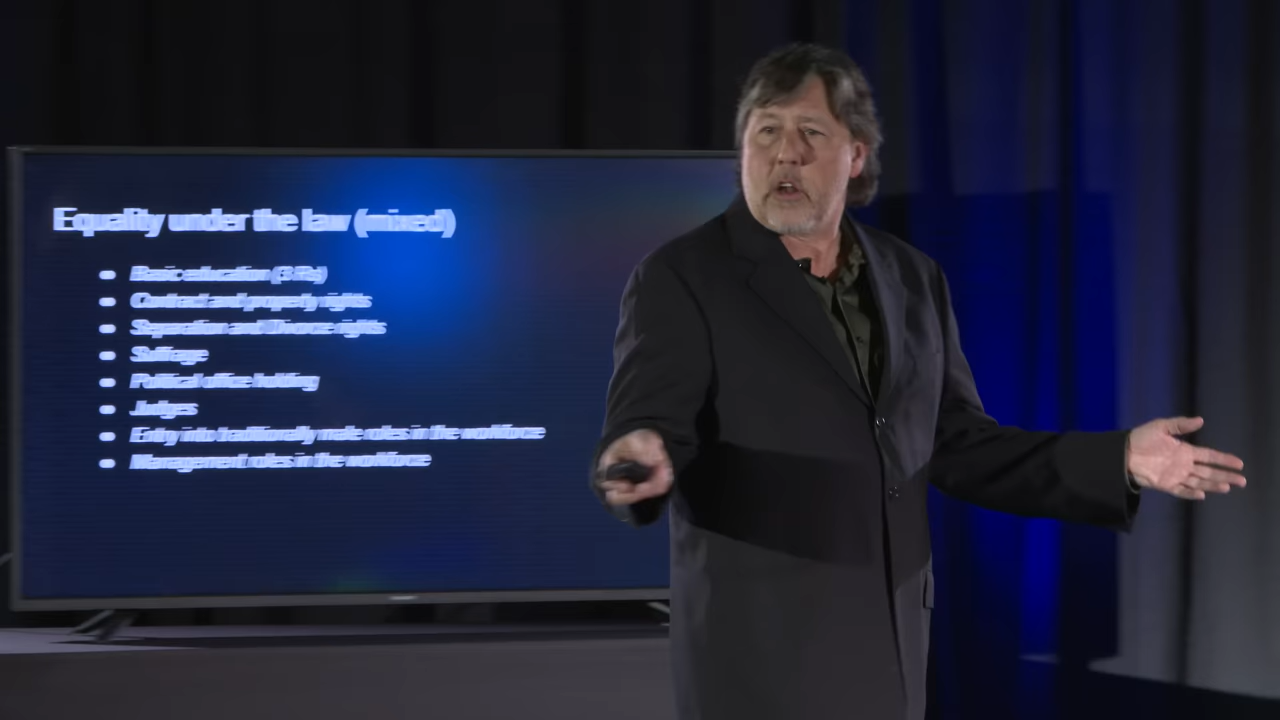 Equality under the law (mixed)
Basic education (3 Rs)
Contract and property rights
Separation and Divorce rights
Suffrage
Political office holding
Judges
Entry into traditionally male roles in the workforce
Management roles in the workforce